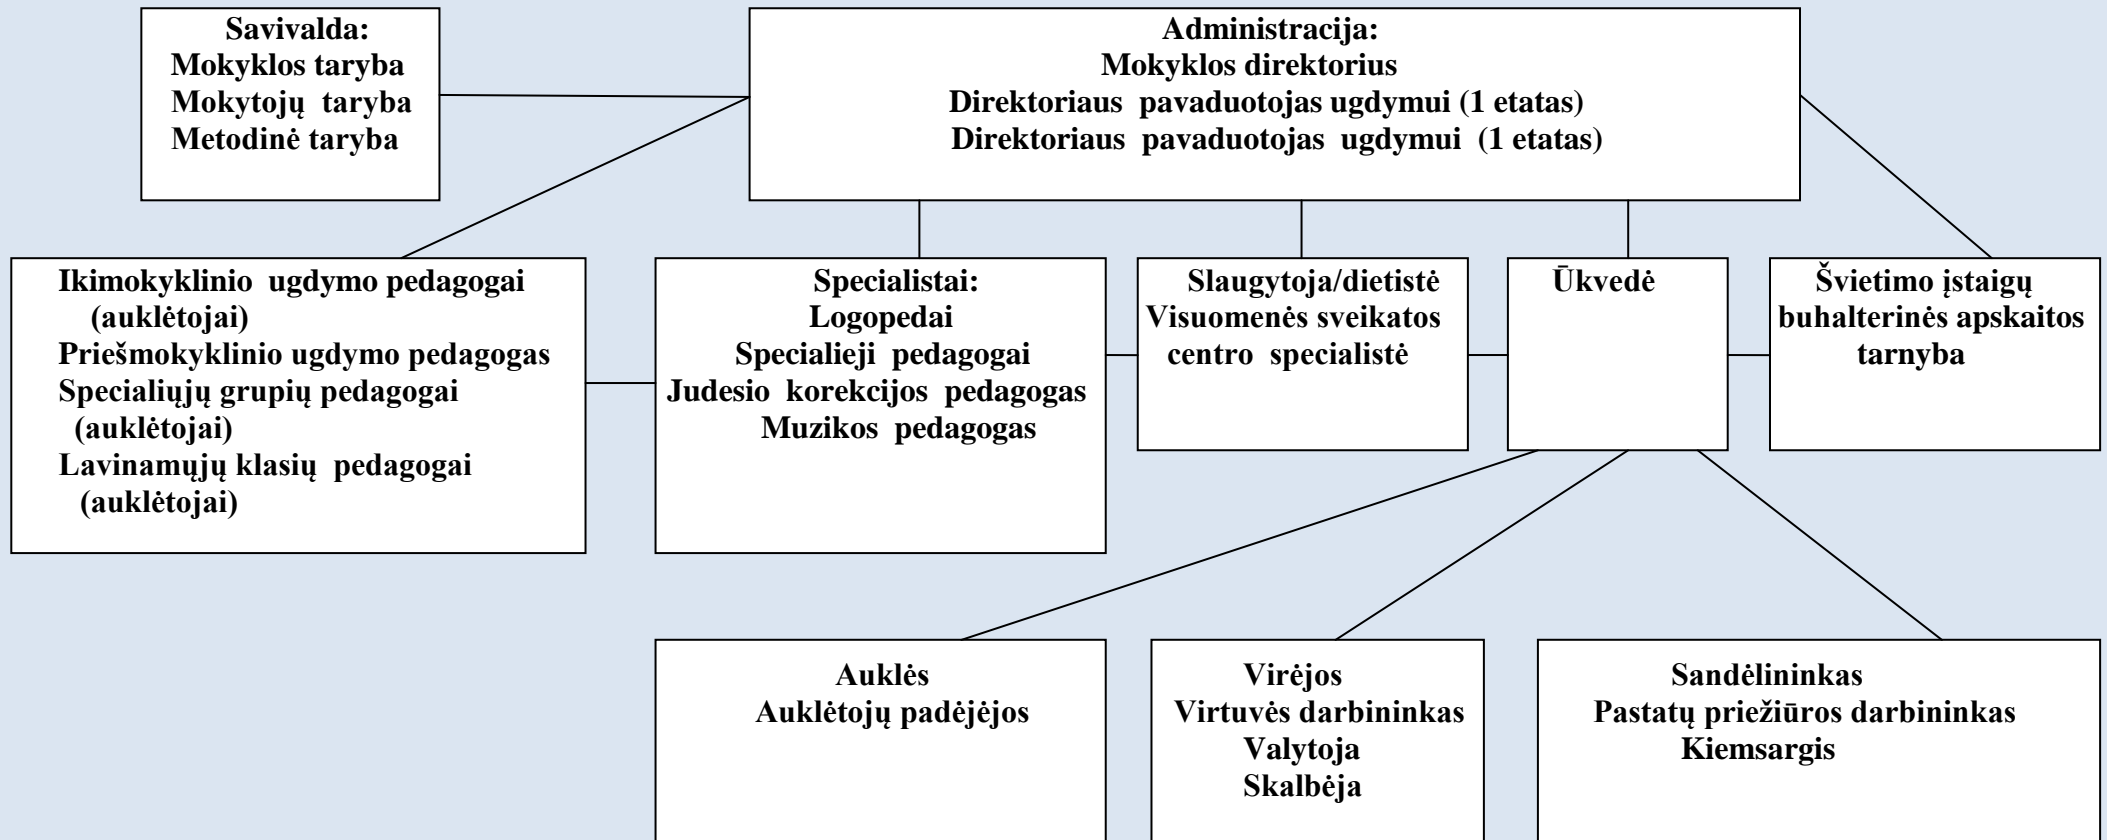 Savivalda:
Mokyklos taryba
Mokytojų taryba
Metodinė taryba
Administracija:
Mokyklos direktorius
Direktoriaus pavaduotojas ugdymui (1 etatas)
Direktoriaus pavaduotojas ugdymui (1 etatas)
Ikimokyklinio ugdymo pedagogai
(auklėtojai)
Priešmokyklinio ugdymo pedagogas
Specialiųjų grupių pedagogai
(auklėtojai)
Lavinamųjų klasių pedagogai
(auklėtojai)
Specialistai:
Logopedai
Specialieji pedagogai
Judesio korekcijos pedagogas
Muzikos pedagogas
Slaugytoja/dietistė
Visuomenės sveikatos
centro specialistė
Ūkvedė
Švietimo įstaigų
buhalterinės apskaitos
tarnyba
Auklės
Auklėtojų padėjėjos
Virėjos
Virtuvės darbininkas
Valytoja
Skalbėja
Sandėlininkas
Pastatų priežiūros darbininkas
Kiemsargis